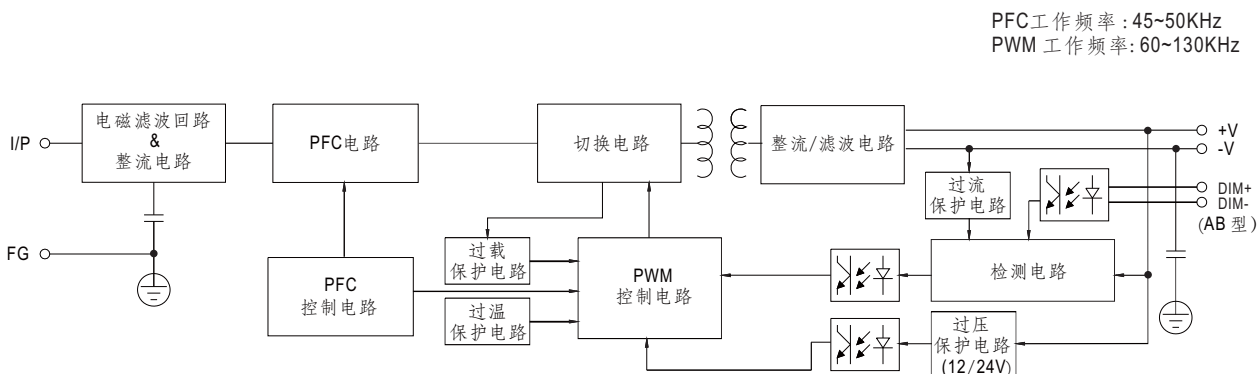 PFC工作频率：45~50KHz
PWM 工作频率: 60~130KHz
I/P
电磁滤波回路
&
整流电路
PFC电路
切换电路
整流/滤波电路
+V
-V
过流
保护电路
DIM+
DIM-
(AB 型)
FG
PFC
控制电路
过载
保护电路
过温
保护电路
PWM
控制电路
检测电路
过压
保护电路
(12/24V)